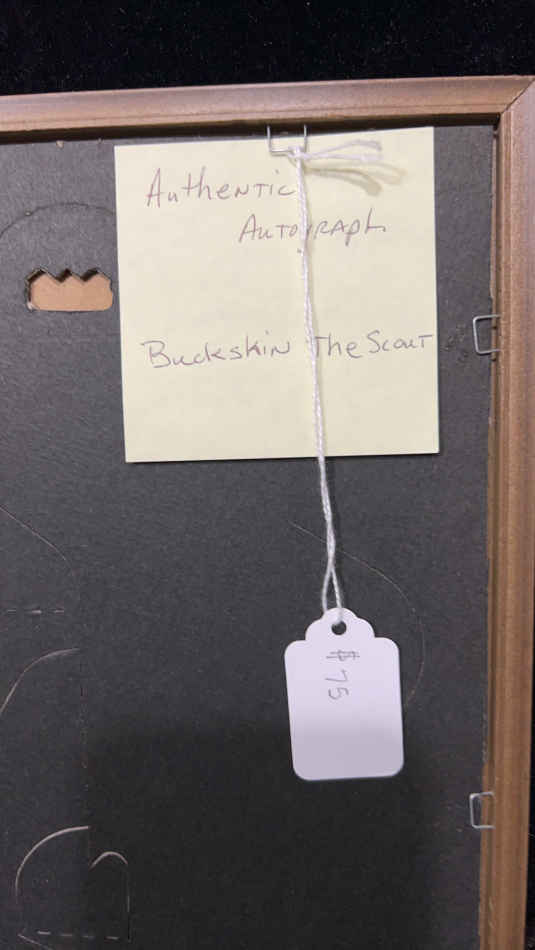 Authentic
Autograph
Buckskin The Scout
$75